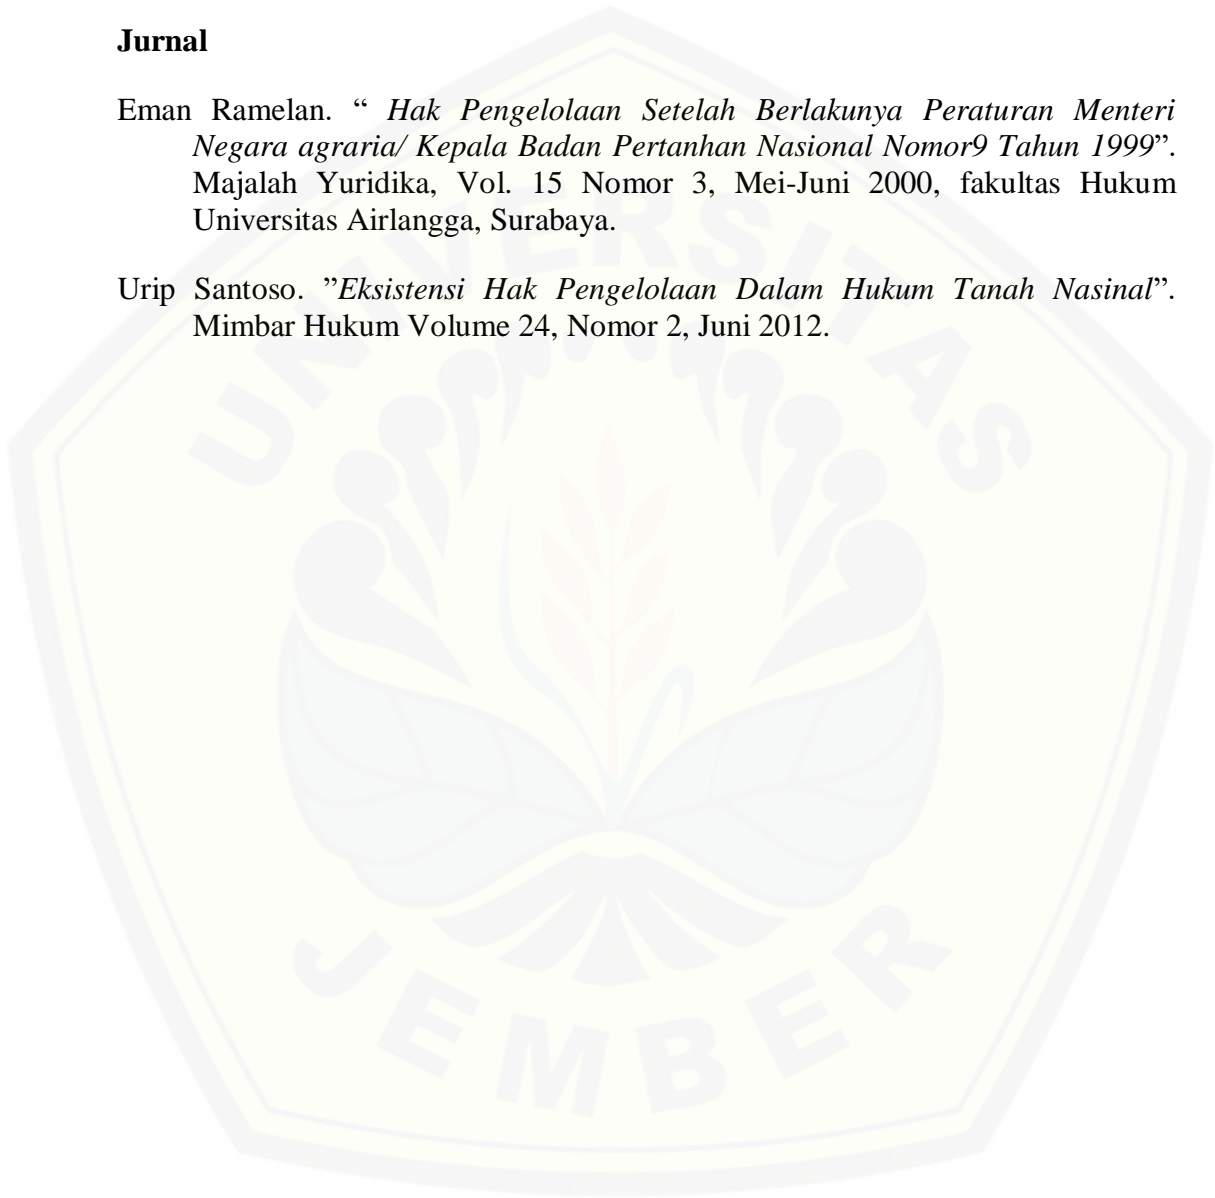 Jurnal
Eman Ramelan. “ Hak Pengelolaan Setelah Berlakunya Peraturan Menteri
Negara agraria/ Kepala Badan Pertanhan Nasional Nomor9 Tahun 1999”.
Majalah Yuridika, Vol. 15 Nomor 3, Mei-Juni 2000, fakultas Hukum
Universitas Airlangga, Surabaya.
Urip Santoso. ”Eksistensi Hak Pengelolaan Dalam Hukum Tanah Nasinal”.
Mimbar Hukum Volume 24, Nomor 2, Juni 2012.
UNIVERSITAS
JEMBER